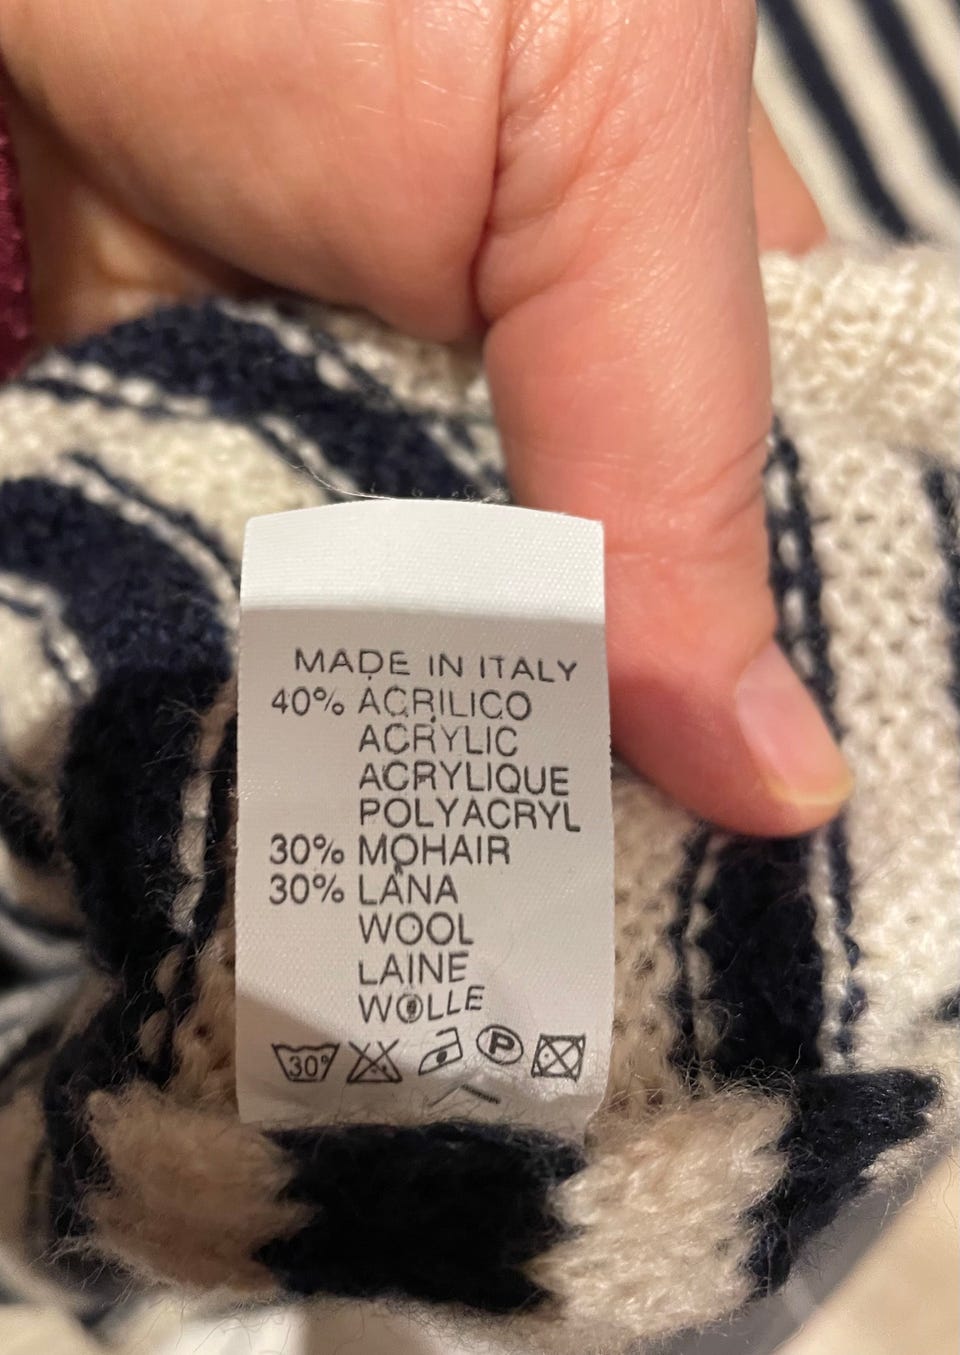 MADE IN ITALY
40% ACRILICO
ACRYLIC
ACRYLIQUE
POLYACRYL
30% MOHAIR
30% LANA
WOOL
LAINE
WOLLE
30° P